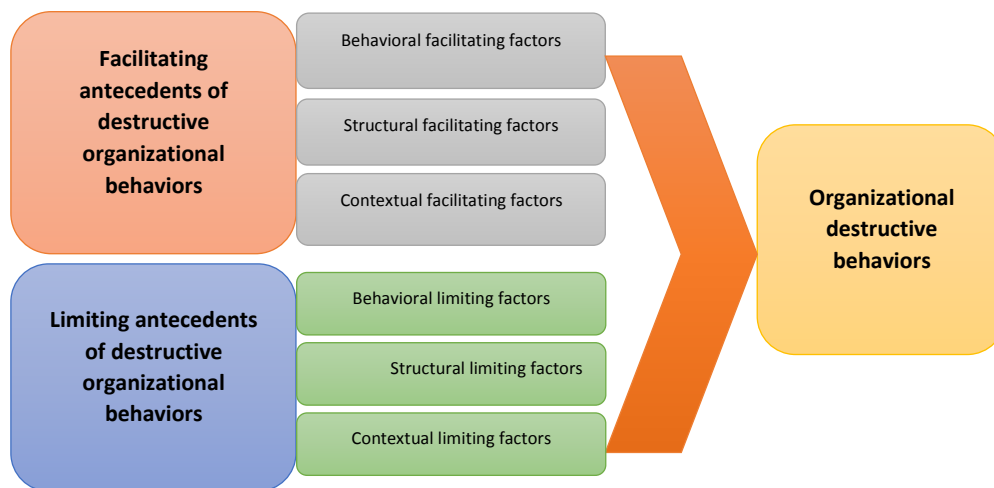 Facilitating
antecedents of
destructive
organizational
behaviors
Behavioral facilitating factors
Structural facilitating factors
Contextual facilitating factors
Limiting antecedents
of destructive
organizational
behaviors
Behavioral limiting factors
Structural limiting factors
Contextual limiting factors
Organizational
destructive
behaviors